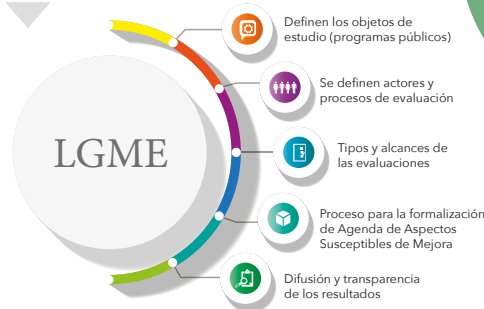 Definen los objetos de
estudio (programas públicos)
Se definen actores y
procesos de evaluación
LGME
Tipos y alcances de
las evaluaciones
Proceso para la formalización
de Agenda de Aspectos
Susceptibles de Mejora
Difusión y transparencia
de los resultados